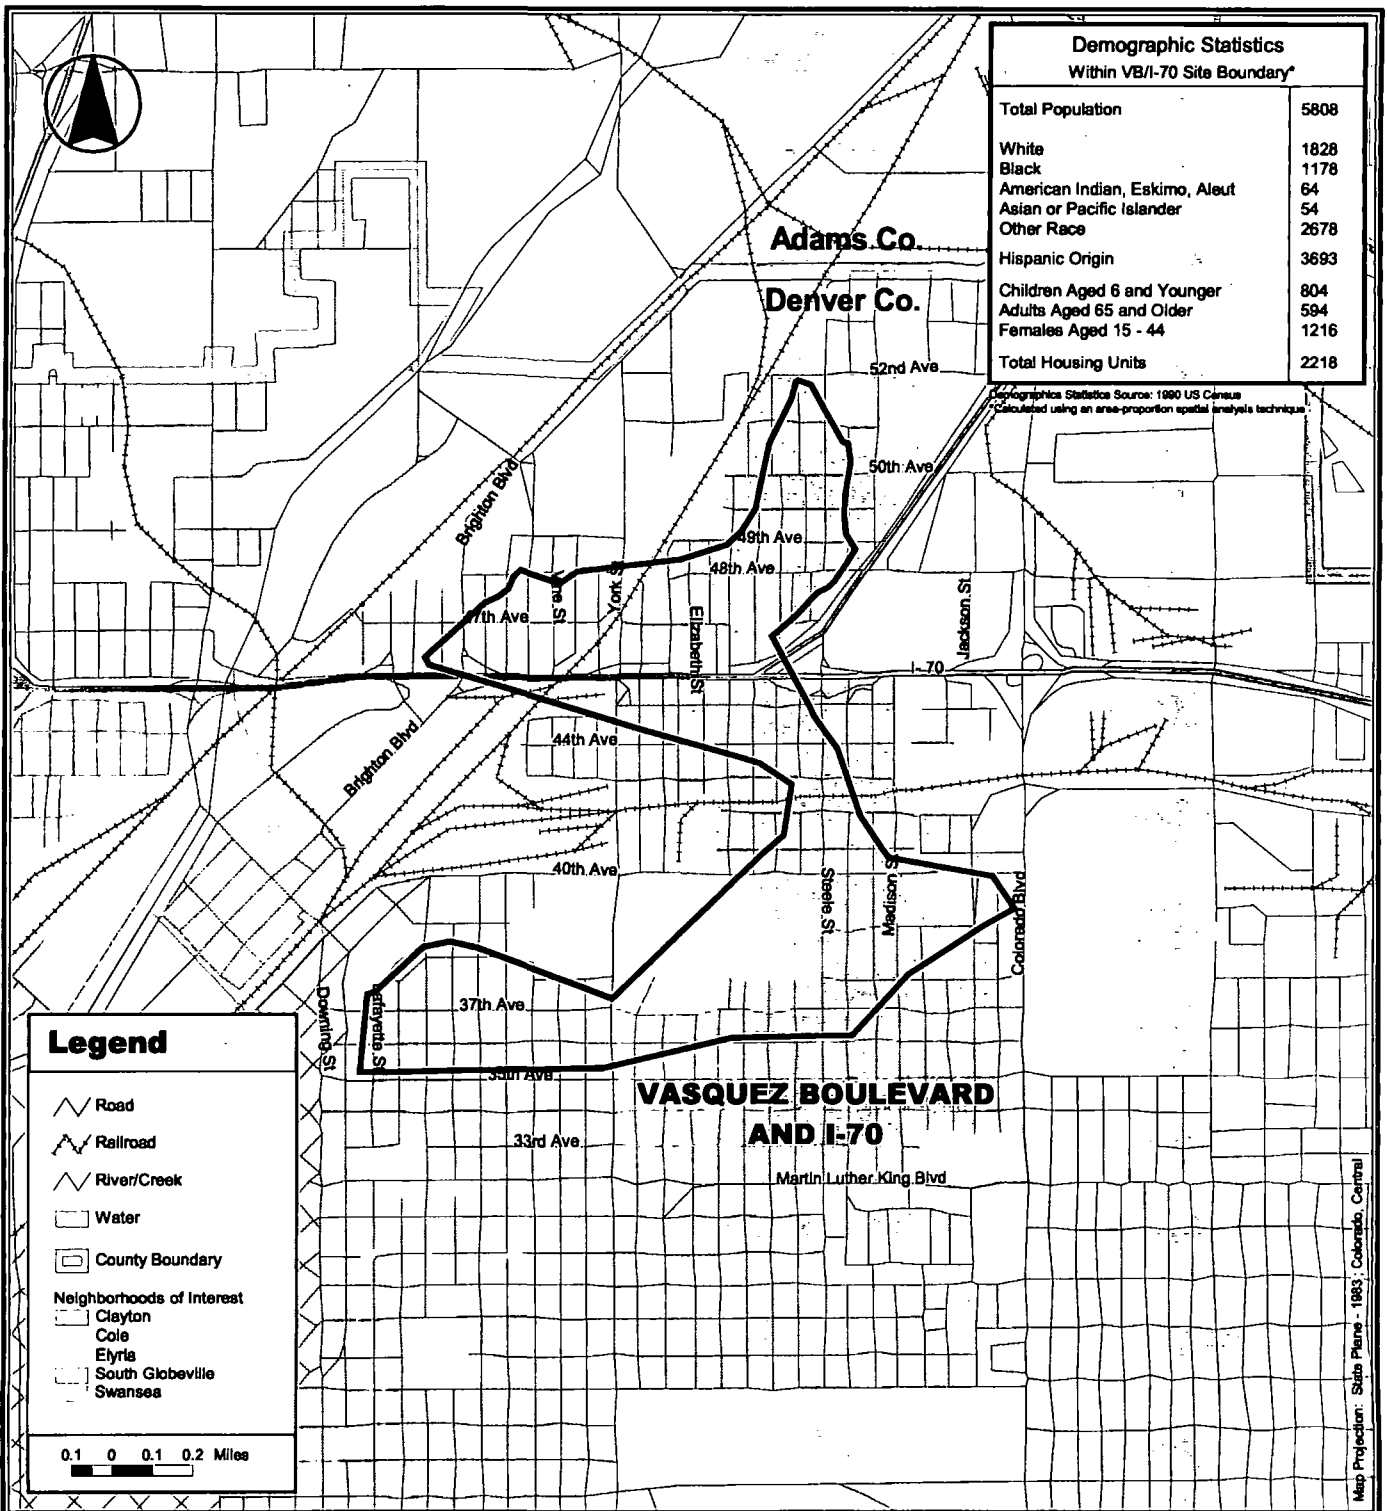 Demographic Statistics
Within VB/I-70 Site Boundary*
Total Population 5808
White 1828
Black 1178
American Indian, Eskimo, Aleut 64
Asian or Pacific Islander 54
Other Race 2678
Hispanic Origin 3693
Children Aged 6 and Younger 804
Adults Aged 65 and Older 594
Females Aged 15 - 44 1216
Total Housing Units 2218
Demographics Statistics Source: 1990 US Census
*Calculated using an area-proportion spatial analysis technique
Adams Co.
Denver Co.
52nd Ave
50th Ave
Brighton Blvd
49th Ave
48th Ave
Vine St
York St
47th Ave
Elizabeth St
Jackson St
I-70
44th Ave
Brighton Blvd
40th Ave
Steele St
Madison St
Colorado Blvd
37th Ave
Downing St
Lafayette St
35th Ave
VASQUEZ BOULEVARD
AND I-70
33rd Ave
Martin Luther King Blvd
Legend
Road
Railroad
River/Creek
Water
County Boundary
Neighborhoods of Interest
Clayton
Cole
Elyria
South Globeville
Swansea
0.1 0 0.1 0.2 Miles
Map Projection: State Plane - 1983; Colorado, Central